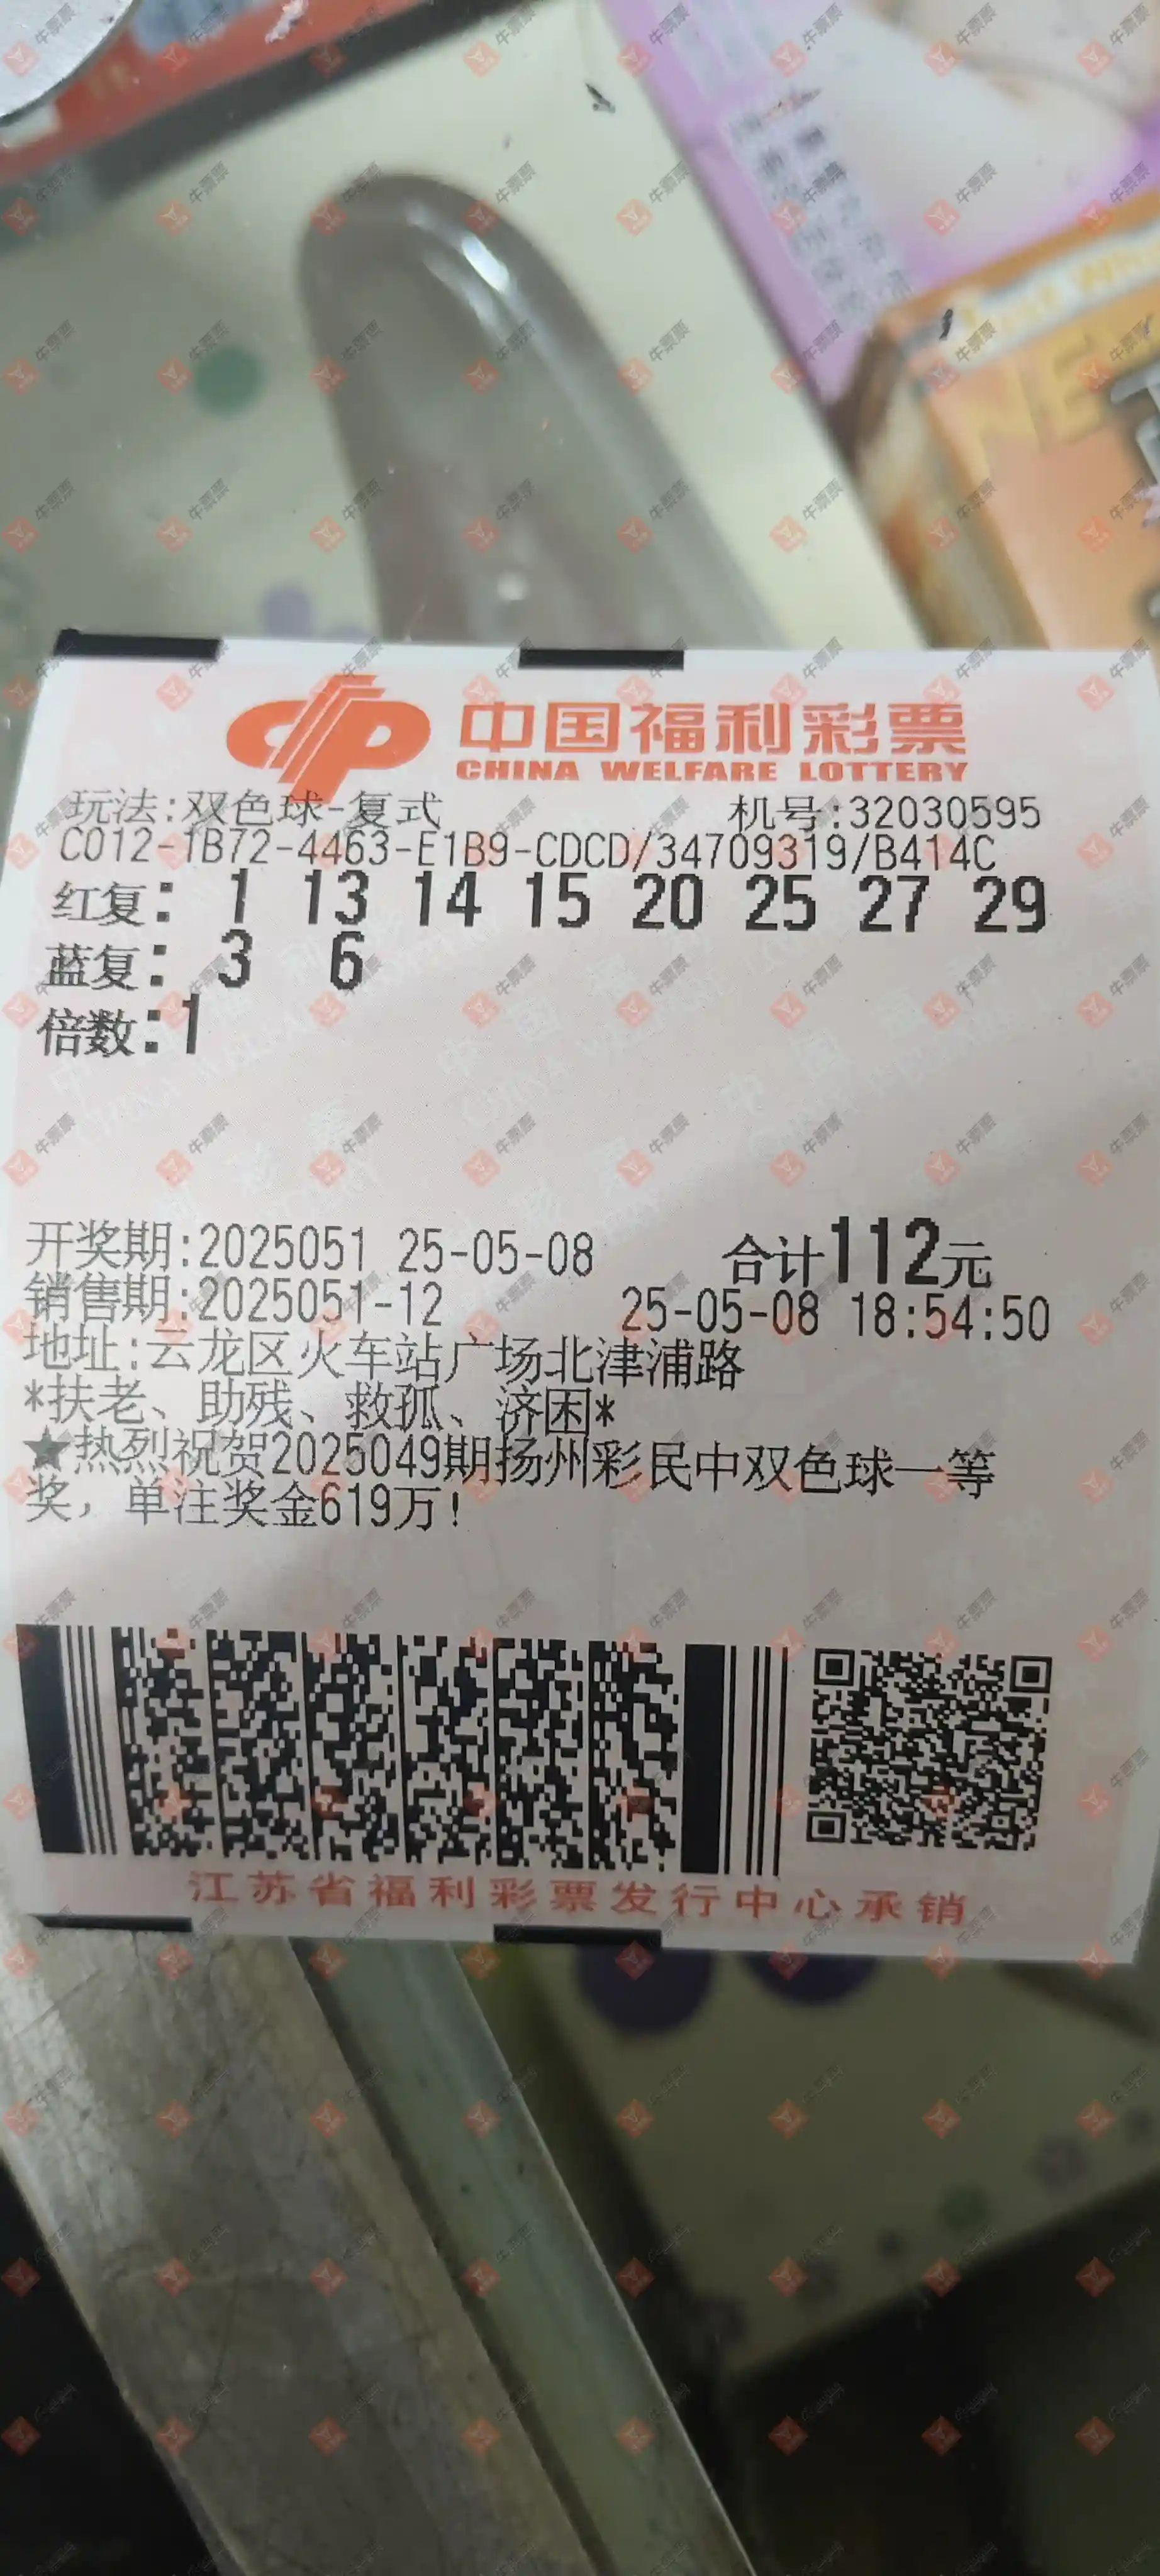 中国福利彩票
CHINA WELFARE LOTTERY
玩法:双色球-复式 机号:32030595
C012-1B72-4463-E1B9-CDCD/34709319/B414C
红复: 1 13 14 15 20 25 27 29
蓝复: 3 6
倍数:1
开奖期:2025051 25-05-08 合计112元
销售期:2025051-12 25-05-08 18:54:50
地址:云龙区火车站广场北津浦路
*扶老、助残、救孤、济困*
★热烈祝贺2025049期扬州彩民中双色球一等
奖，单注奖金619万!
江苏省福利彩票发行中心承销
牛票票